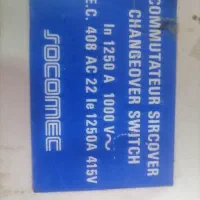 COMMUTATEUR SIRCOVER
CHANGEOVER SWITCH
In 1250 A 1000 V~
E.C. 408 AC 22 Ie 1250A 415V
SOCOMEC